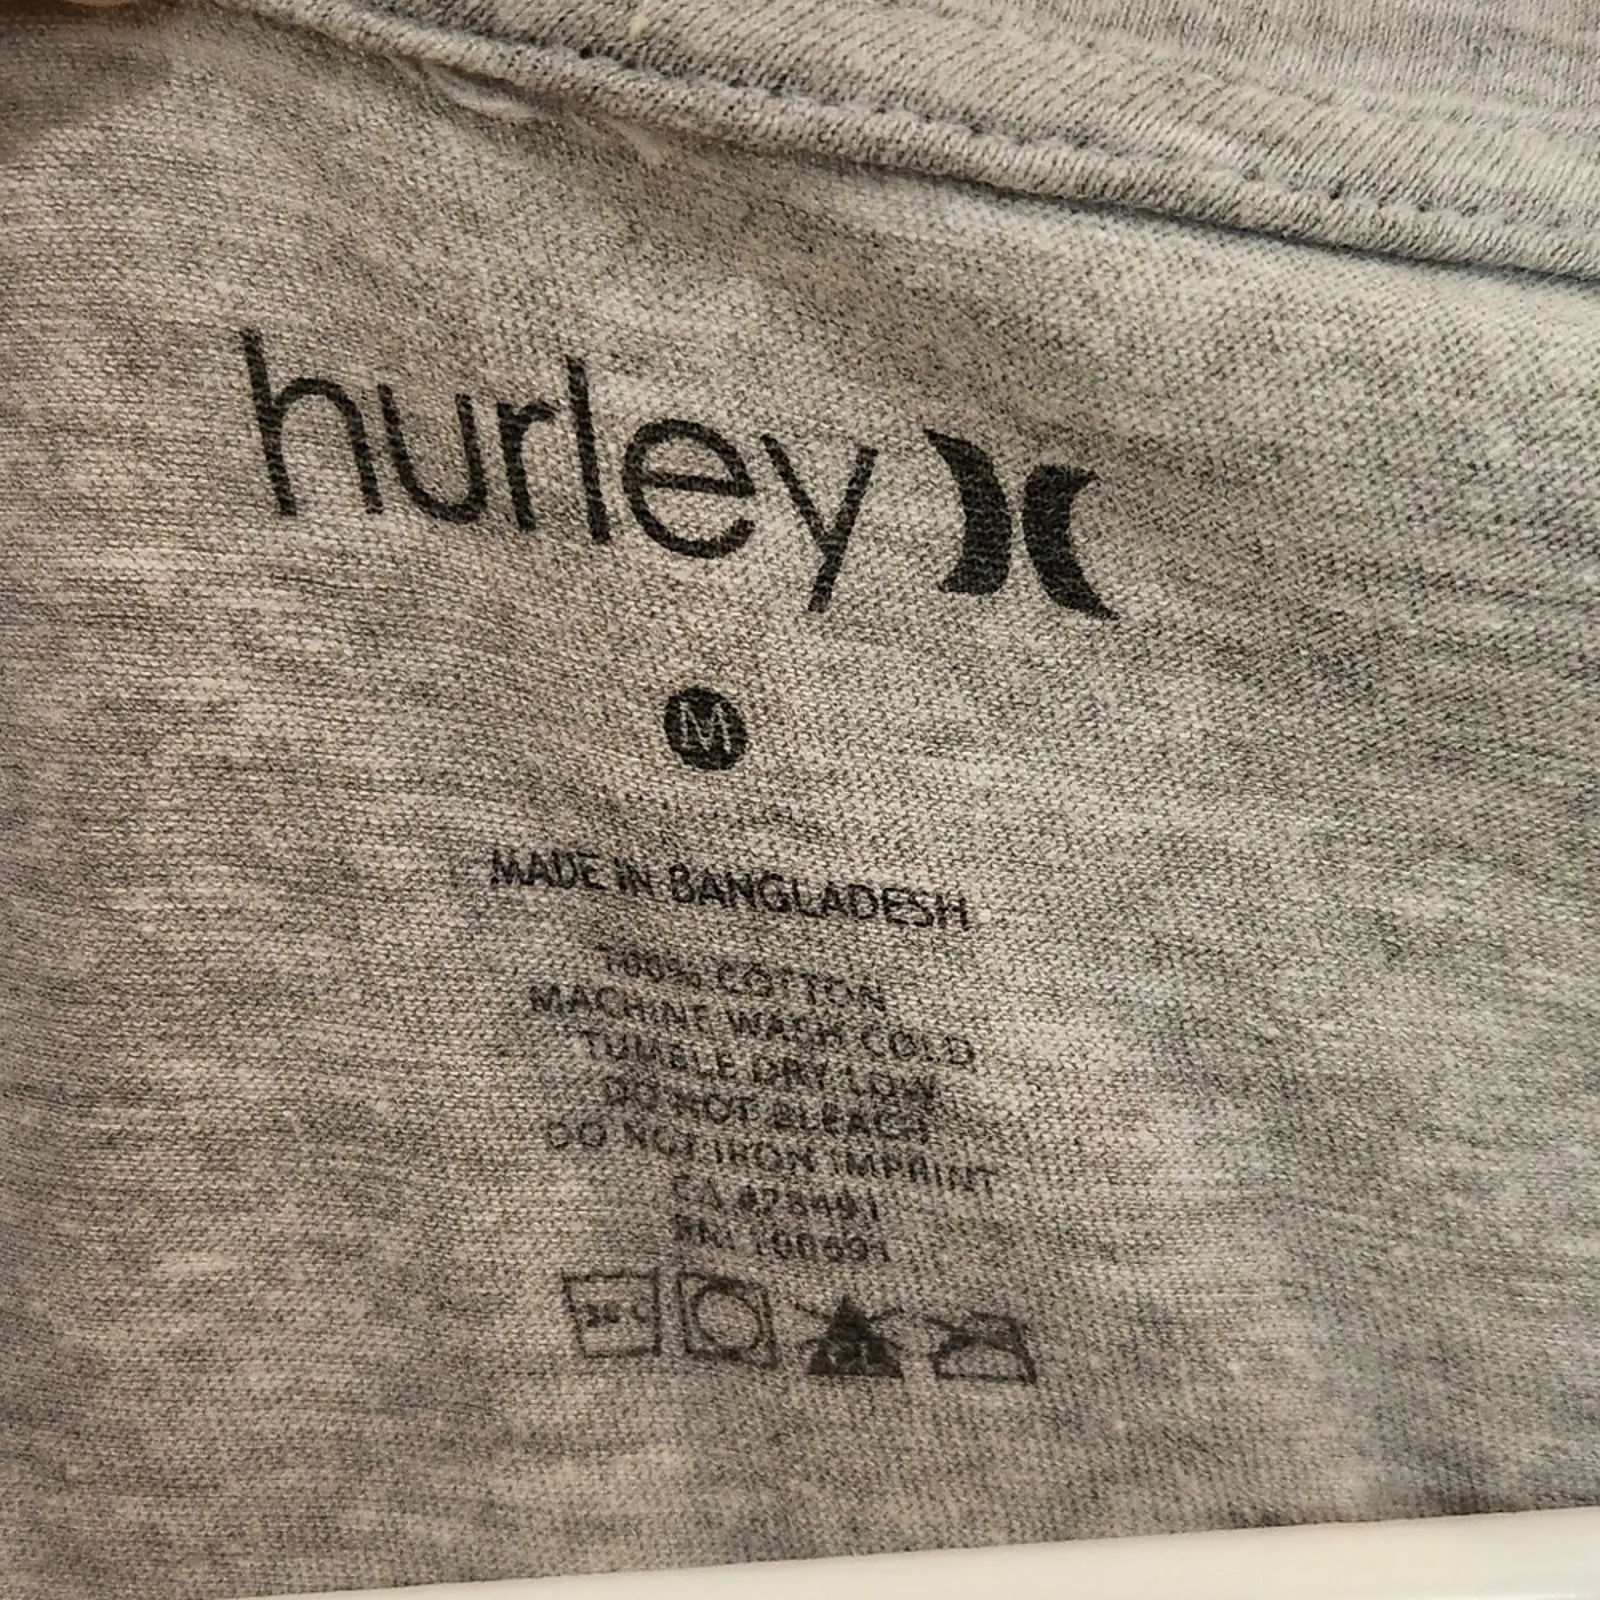 hurley
M
MADE IN BANGLADESH
100% COTTON
MACHINE WASH COLD
TUMBLE DRY LOW
DO NOT BLEACH
DO NOT IRON IMPRINT
CA